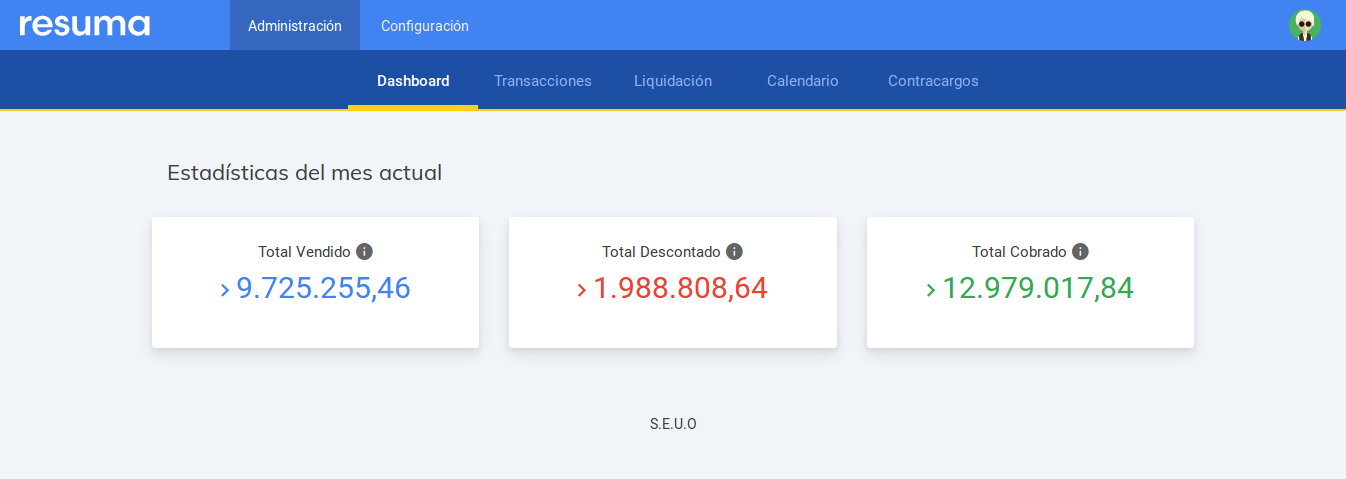 resuma
Administración
Configuración
Dashboard
Transacciones
Liquidación
Calendario
Contracargos
Estadísticas del mes actual
Total Vendido
> 9.725.255,46
Total Descontado
> 1.988.808,64
Total Cobrado
> 12.979.017,84
S.E.U.O